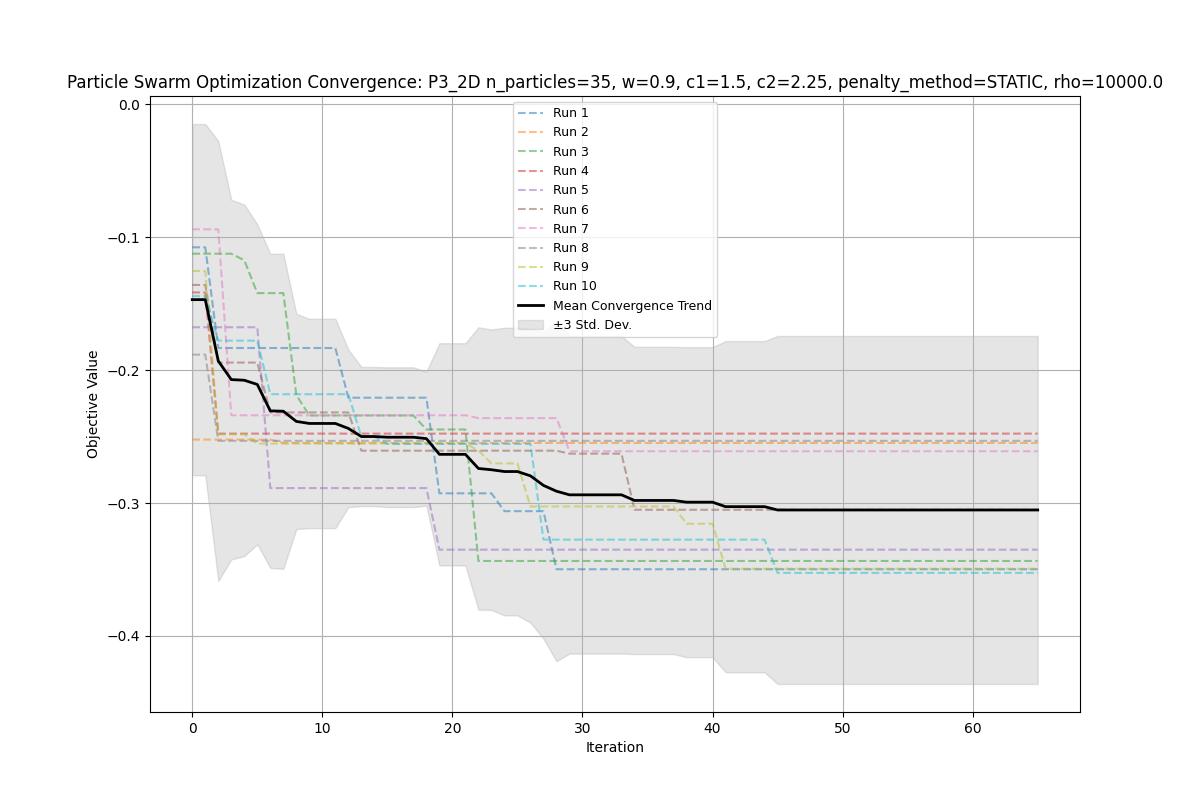 Particle Swarm Optimization Convergence: P3_2D n_particles=35, w=0.9, c1=1.5, c2=2.25, penalty_method=STATIC, rho=10000.0
0.0
−0.1
−0.2
−0.3
−0.4
Objective Value
Run 1
Run 2
Run 3
Run 4
Run 5
Run 6
Run 7
Run 8
Run 9
Run 10
Mean Convergence Trend
±3 Std. Dev.
0 10 20 30 40 50 60
Iteration